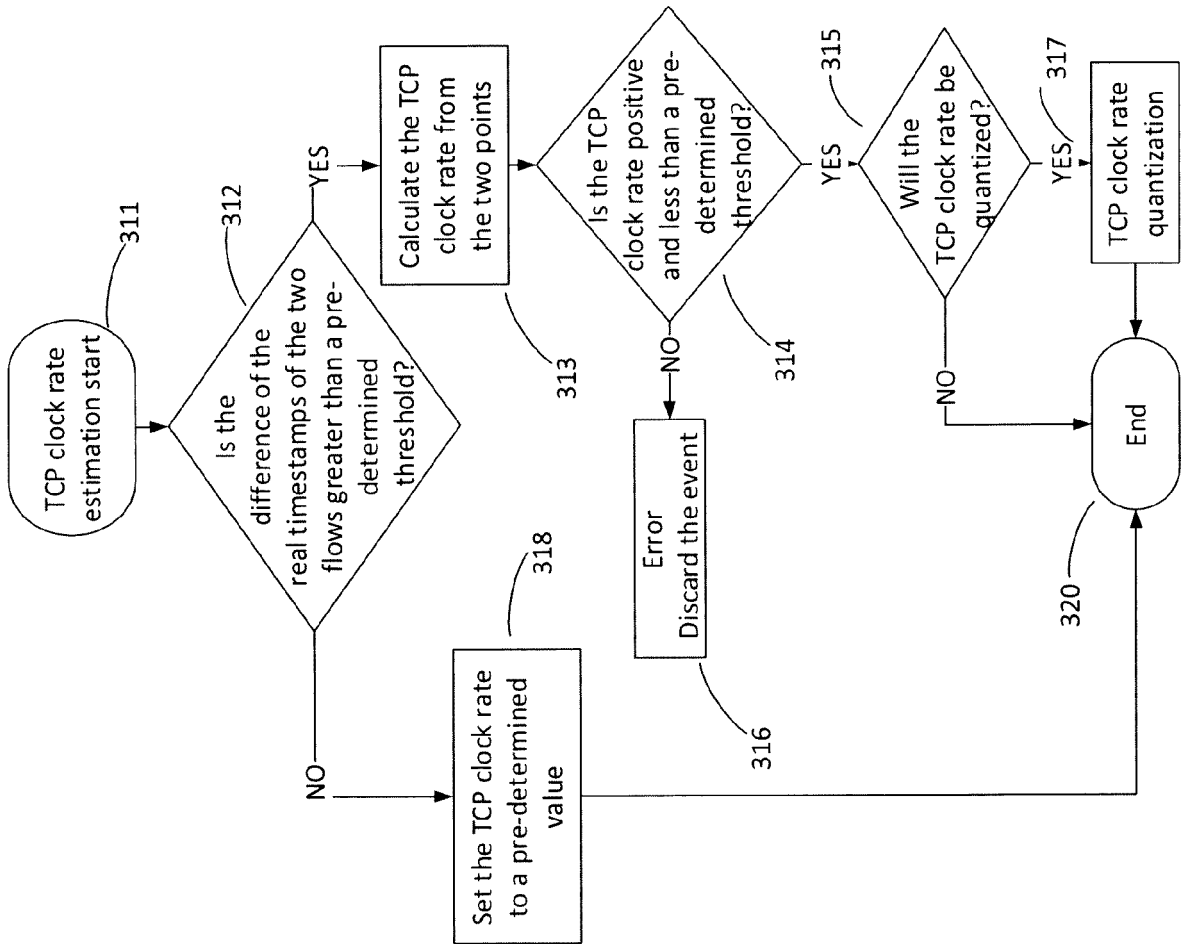 TCP clock rate
estimation start
311
Is the
difference of the
real timestamps of the two
flows greater than a pre-
determined
threshold?
312
YES
NO
Calculate the TCP
clock rate from
the two points
313
Set the TCP clock rate
to a pre-determined
value
318
Is the TCP
clock rate positive
and less than a pre-
determined
threshold?
314
NO
Error
Discard the event
316
YES
Will the
TCP clock rate be
quantized?
315
NO
YES
TCP clock rate
quantization
317
End
320